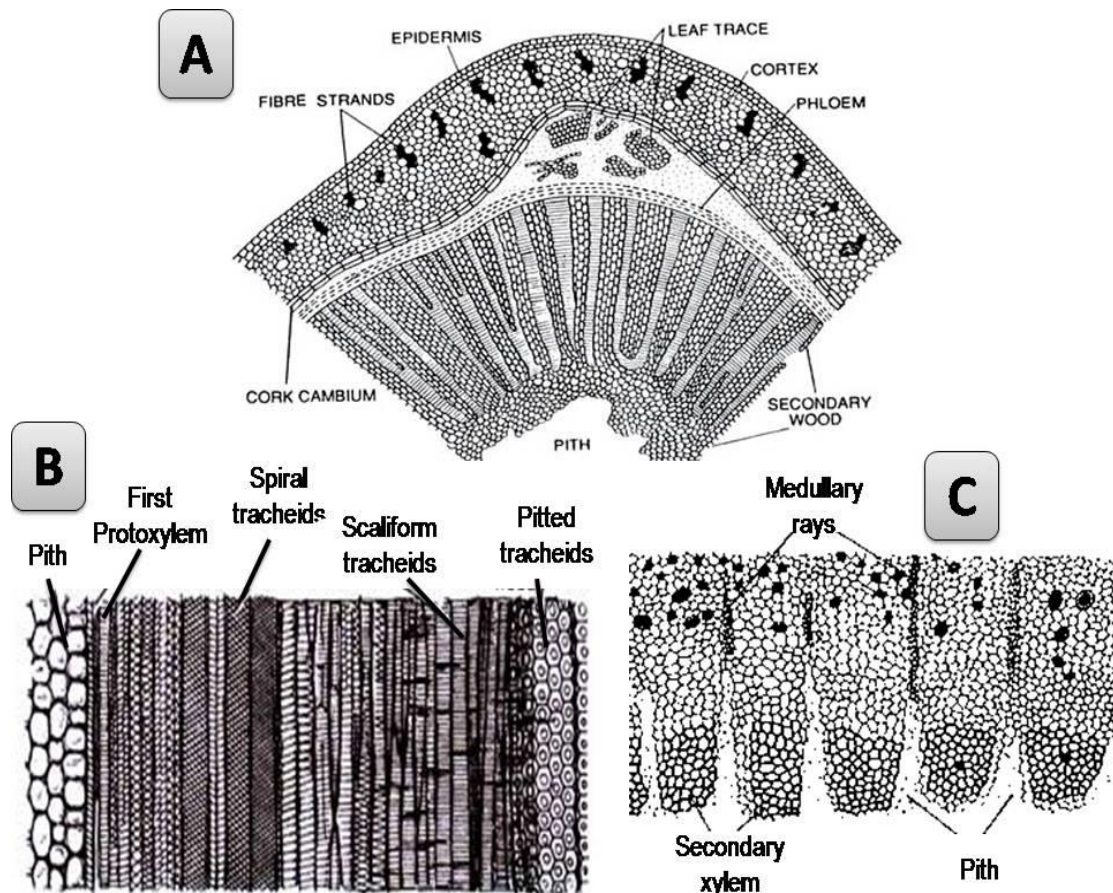 A
EPIDERMIS
LEAF TRACE
CORTEX
PHLOEM
FIBRE STRANDS
CORK CAMBIUM
SECONDARY
WOOD
PITH
B
First
Protoxylem
Pith
Spiral
tracheids
Scaliform
tracheids
Pitted
tracheids
Medullary
rays
C
Secondary
xylem
Pith